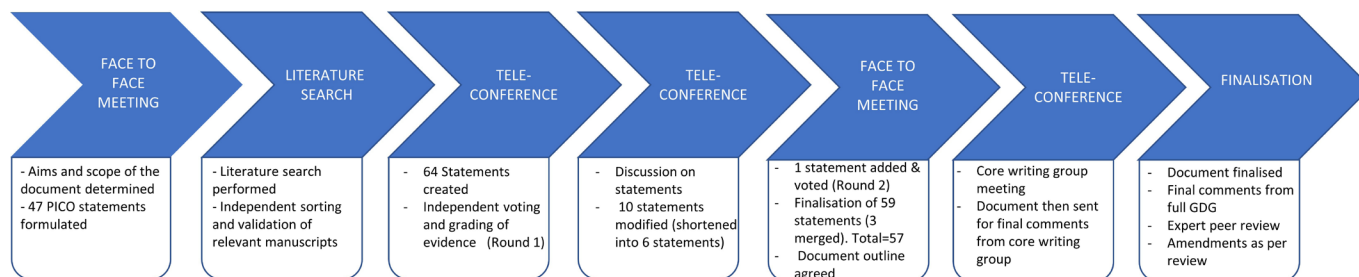 FACE TO
FACE
MEETING
- Aims and scope of the
document determined
- 47 PICO statements
formulated
LITERATURE
SEARCH
- Literature search
performed
- Independent sorting
and validation of
relevant manuscripts
TELE-
CONFERENCE
- 64 Statements
created
- Independent voting
and grading of
evidence (Round 1)
TELE-
CONFERENCE
- Discussion on
statements
- 10 statements
modified (shortened
into 6 statements)
FACE TO
FACE
MEETING
- 1 statement added &
voted (Round 2)
- Finalisation of 59
statements (3
merged). Total=57
- Document outline
agreed
TELE-
CONFERENCE
- Core writing group
meeting
- Document then sent
for final comments
from core writing
group
FINALISATION
- Document finalised
- Final comments from
full GDG
- Expert peer review
- Amendments as per
review